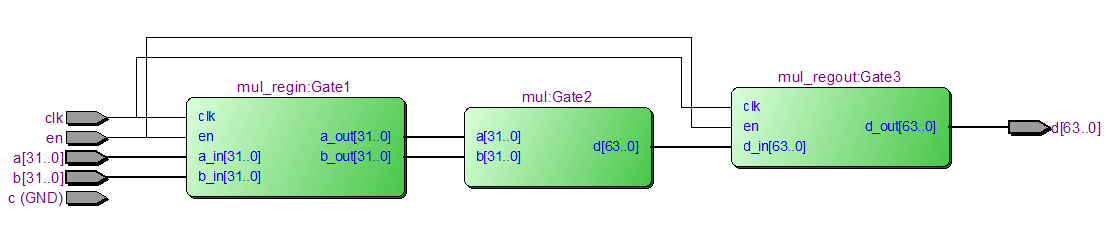 clk
en
a[31..0]
b[31..0]
c (GND)
mul_regin:Gate1
clk
en
a_in[31..0]
b_in[31..0]
a_out[31..0]
b_out[31..0]
mul:Gate2
a[31..0]
b[31..0]
d[63..0]
mul_regout:Gate3
clk
en
d_in[63..0]
d_out[63..0]
d[63..0]